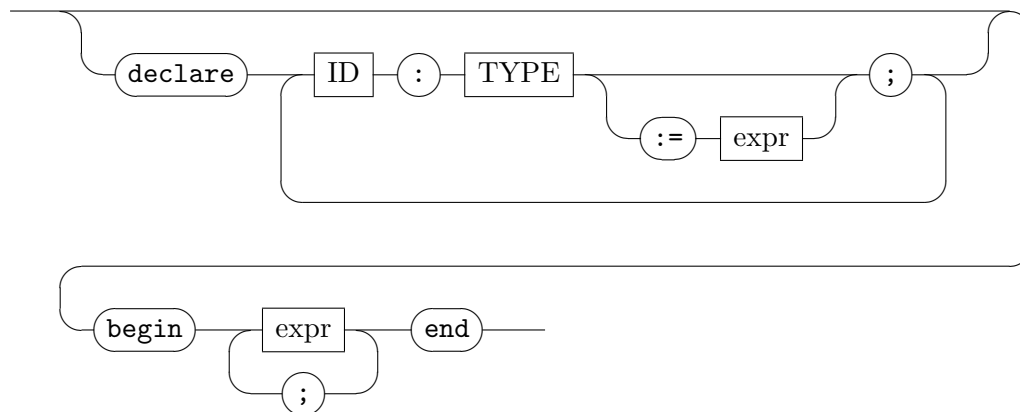 declare ID : TYPE ;
:= expr
begin expr end
;